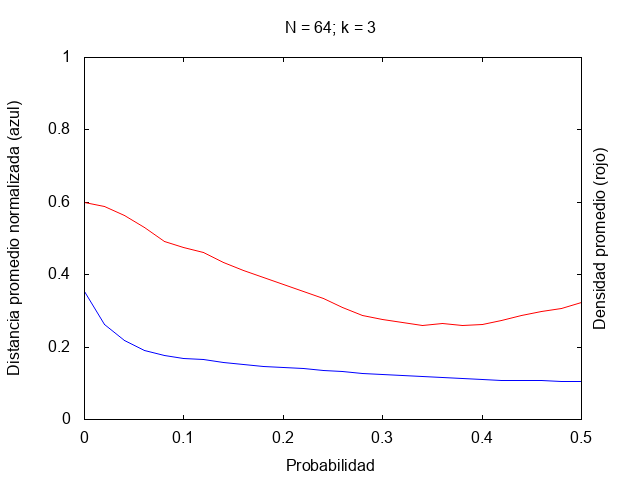 N = 64; k = 3
Distancia promedio normalizada (azul)
1
0.8
0.6
0.4
0.2
0
0 0.1 0.2 0.3 0.4 0.5
Probabilidad
Densidad promedio (rojo)